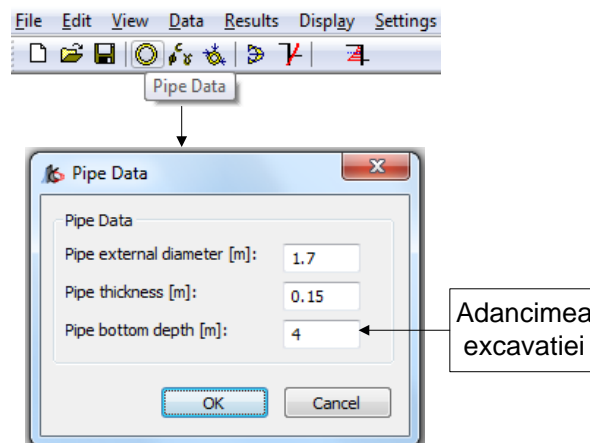 File Edit View Data Results Display Settings
Pipe Data
Pipe Data
Pipe Data
Pipe external diameter [m]: 1.7
Pipe thickness [m]: 0.15
Pipe bottom depth [m]: 4
Adancimea
excavatiei
OK Cancel